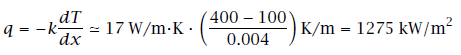 q = −k dT/dx ≃ 17 W/m·K · ( (400 − 100)/0.004 ) K/m = 1275 kW/m²